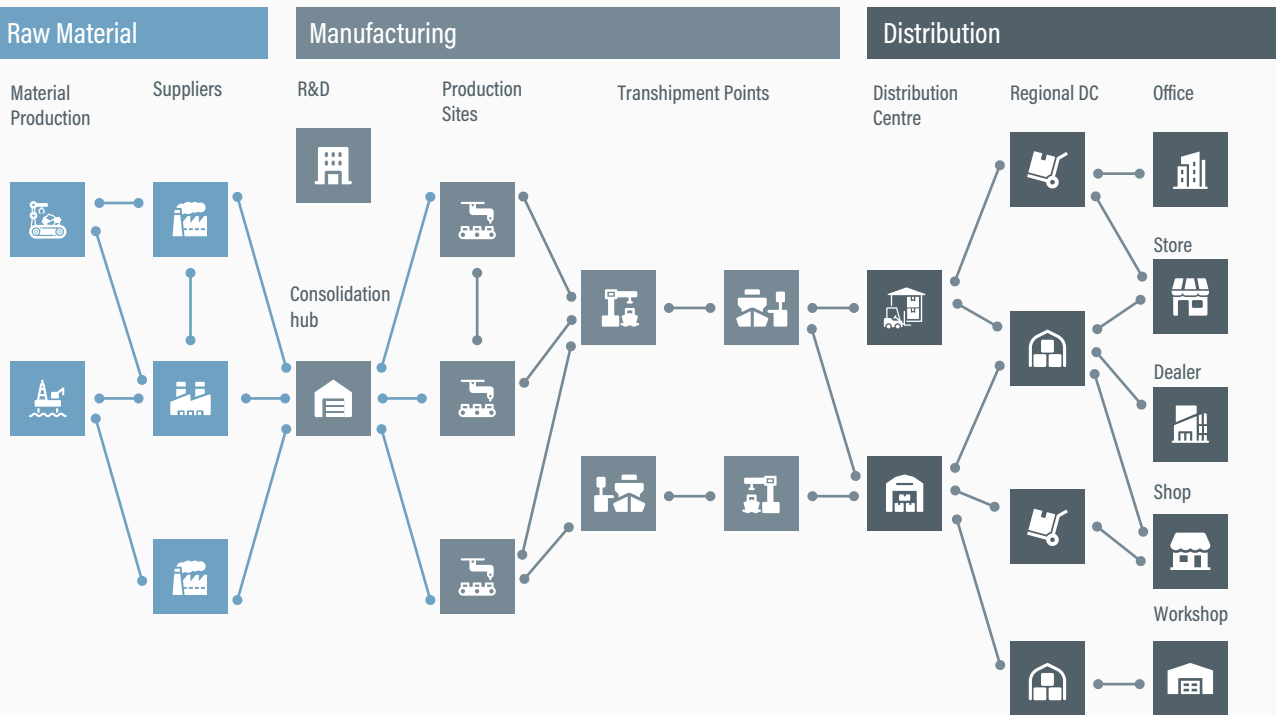 Raw Material
Manufacturing
Distribution
Material
Production
Suppliers
R&D
Production
Sites
Transhipment Points
Distribution
Centre
Regional DC
Office
Store
Consolidation
hub
Dealer
Shop
Workshop